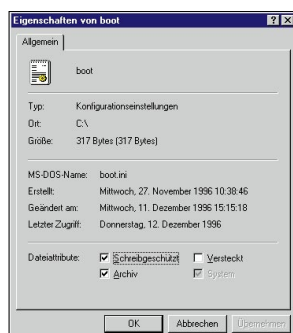 Eigenschaften von boot
Allgemein
boot
Typ: Konfigurationseinstellungen
Ort: C:\
Größe: 317 Bytes (317 Bytes)
MS-DOS-Name: boot.ini
Erstellt: Mittwoch, 27. November 1996 10:38:46
Geändert am: Mittwoch, 11. Dezember 1996 15:15:18
Letzter Zugriff: Donnerstag, 12. Dezember 1996
Dateiattribute: Schreibgeschützt Versteckt
Archiv System
OK Abbrechen Übernehmen